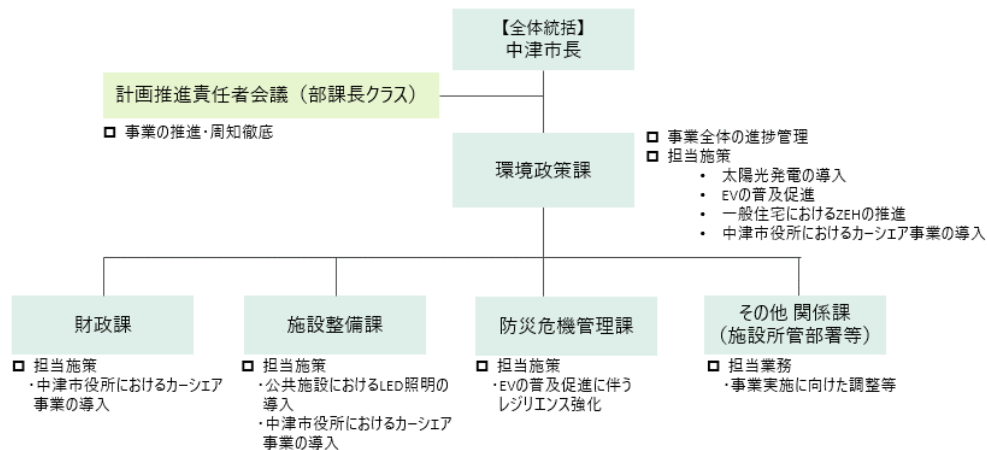 【全体統括】
中津市長
計画推進責任者会議（部課長クラス）
事業の推進・周知徹底
環境政策課
事業全体の進捗管理
担当施策
• 太陽光発電の導入
• EVの普及促進
• 一般住宅におけるZEHの推進
• 中津市役所におけるカーシェア事業の導入
財政課
担当施策
・中津市役所におけるカーシェア
事業の導入
施設整備課
担当施策
・公共施設におけるLED照明の
導入
・中津市役所におけるカーシェア
事業の導入
防災危機管理課
担当施策
・EVの普及促進に伴う
レジリエンス強化
その他 関係課
（施設所管部署等）
担当業務
・事業実施に向けた調整等